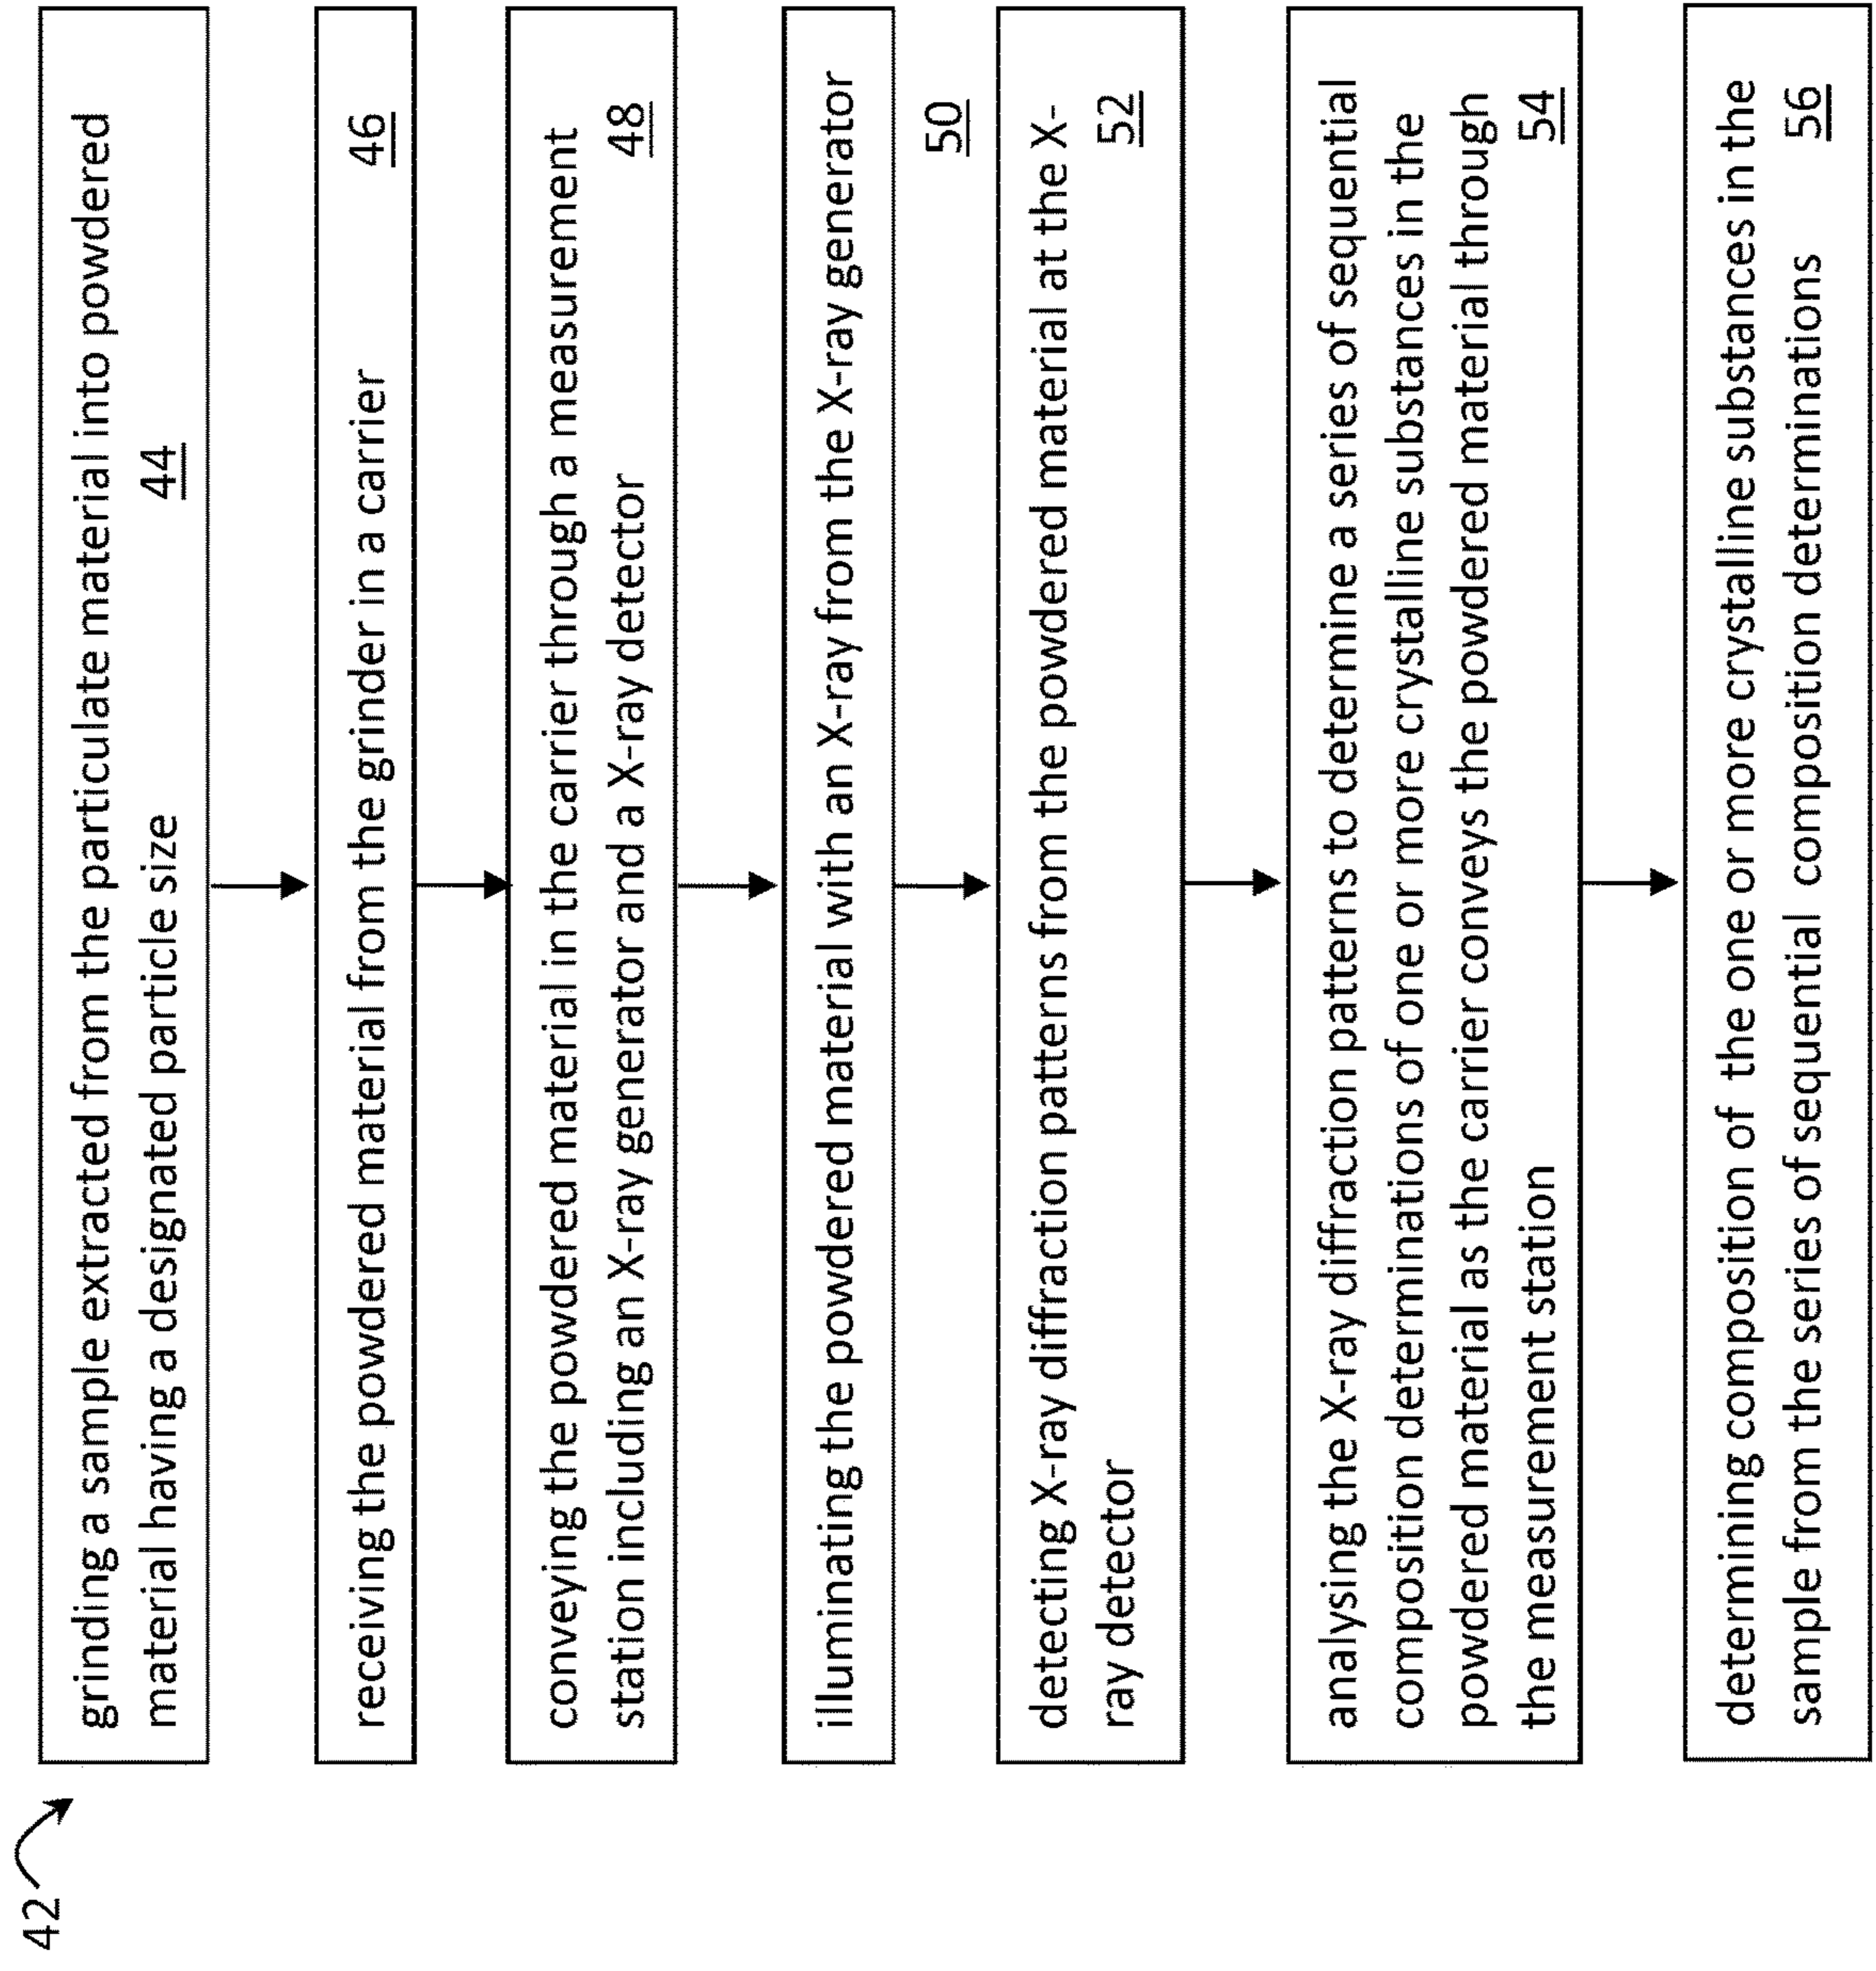 42
grinding a sample extracted from the particulate material into powdered
material having a designated particle size 44
receiving the powdered material from the grinder in a carrier 46
conveying the powdered material in the carrier through a measurement
station including an X-ray generator and a X-ray detector 48
illuminating the powdered material with an X-ray from the X-ray generator
50
detecting X-ray diffraction patterns from the powdered material at the X-
ray detector 52
analysing the X-ray diffraction patterns to determine a series of sequential
composition determinations of one or more crystalline substances in the
powdered material as the carrier conveys the powdered material through
the measurement station 54
determining composition of the one or more crystalline substances in the
sample from the series of sequential composition determinations 56